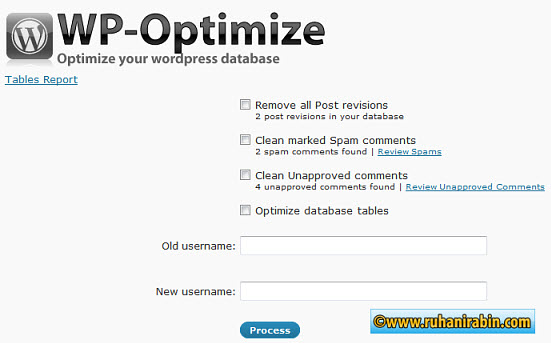 WP-Optimize
Optimize your wordpress database
Tables Report
Remove all Post revisions
2 post revisions in your database
Clean marked Spam comments
2 spam comments found | Review Spams
Clean Unapproved comments
4 unapproved comments found | Review Unapproved Comments
Optimize database tables
Old username:
New username:
Process
©www.ruhanirabin.com